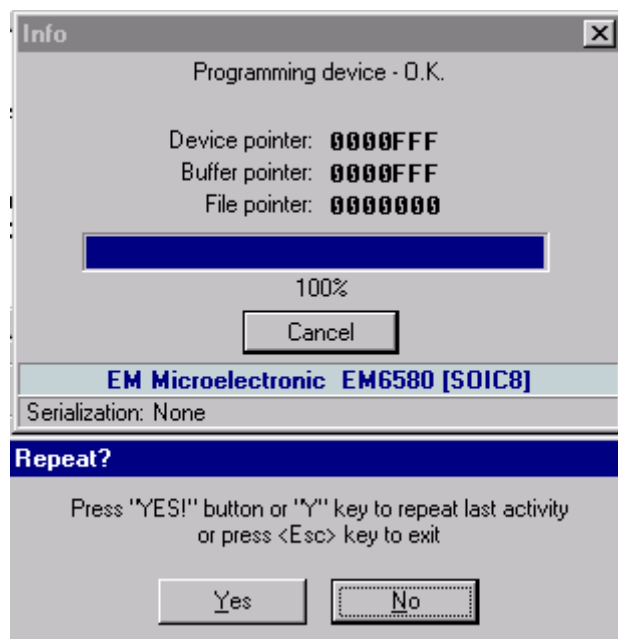 Info
Programming device - O.K.
Device pointer: 0000FFF
Buffer pointer: 0000FFF
File pointer: 0000000
100%
Cancel
EM Microelectronic EM6580 [SOIC8]
Serialization: None
Repeat?
Press "YES!" button or "Y" key to repeat last activity
or press <Esc> key to exit
Yes
No